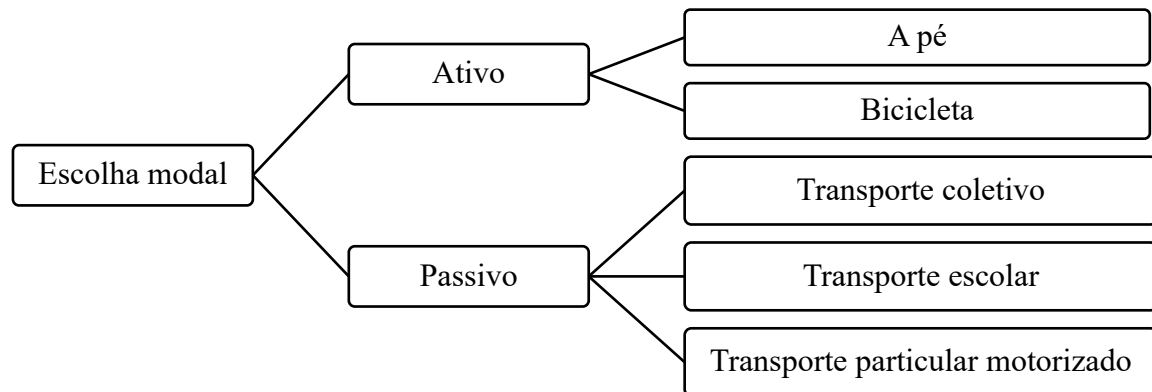 Escolha modal
Ativo
A pé
Bicicleta
Passivo
Transporte coletivo
Transporte escolar
Transporte particular motorizado